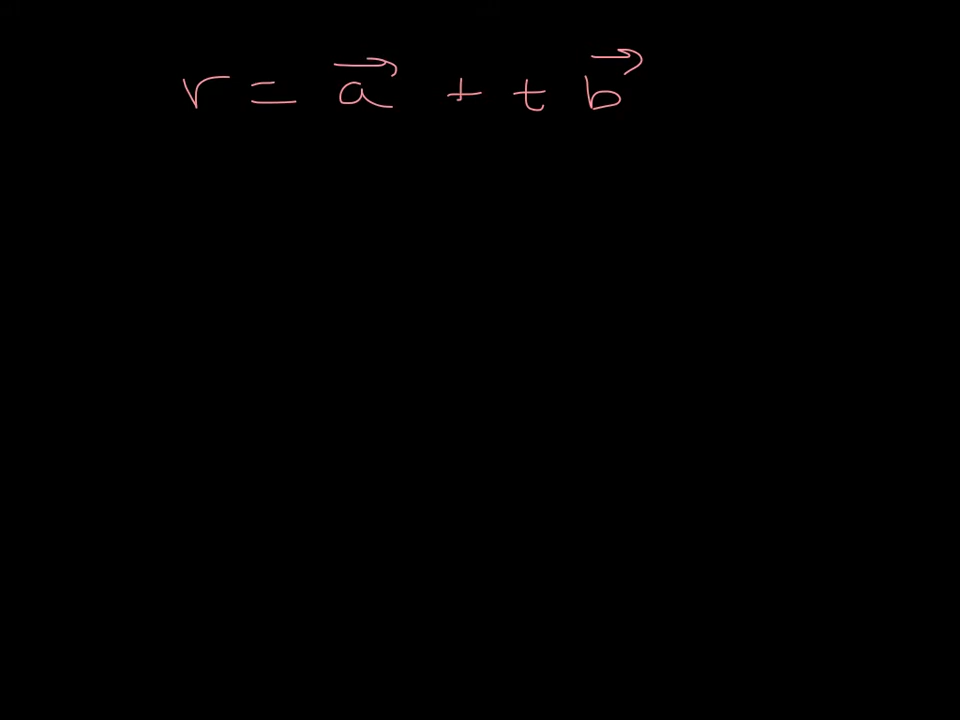 r = a⃗ + t b⃗